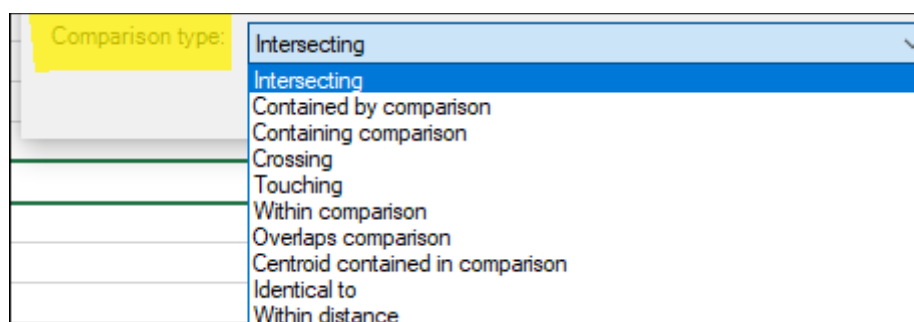 Comparison type:
Intersecting
Intersecting
Contained by comparison
Containing comparison
Crossing
Touching
Within comparison
Overlaps comparison
Centroid contained in comparison
Identical to
Within distance